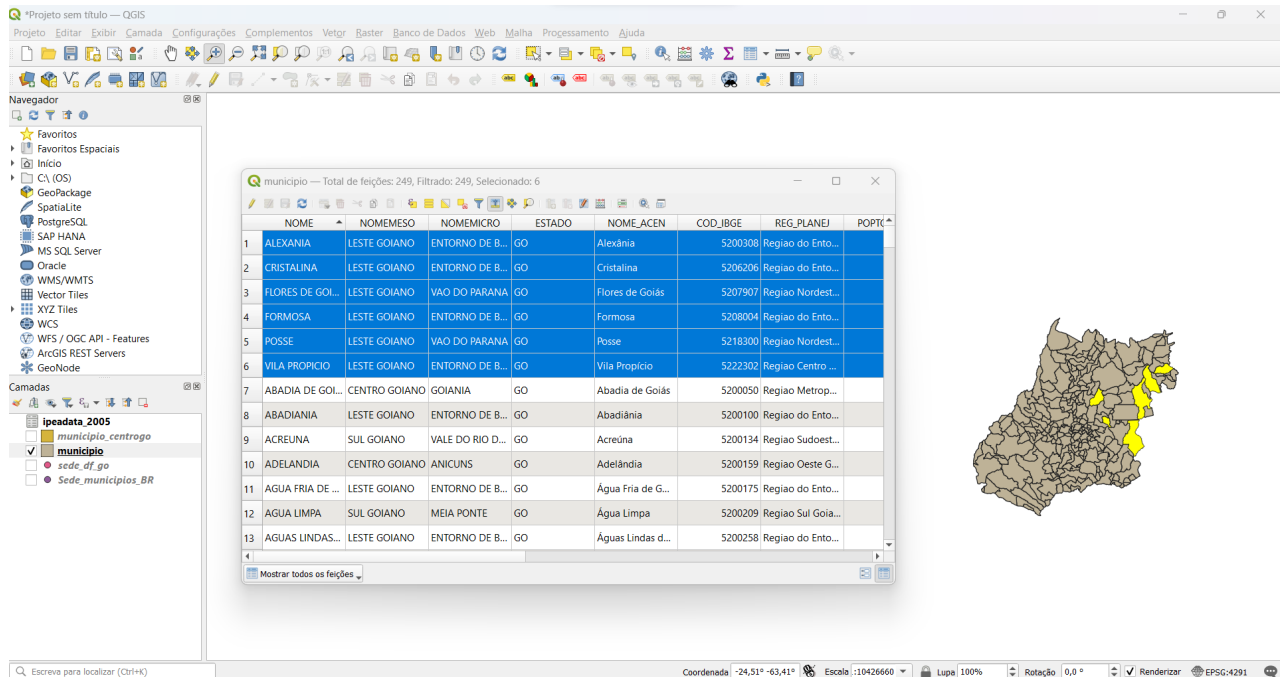 *Projeto sem título — QGIS
Projeto Editar Exibir Camada Configurações Complementos Vetor Raster Banco de Dados Web Malha Processamento Ajuda
Navegador
Favoritos
Favoritos Espaciais
Início
C:\ (OS)
GeoPackage
SpatiaLite
PostgreSQL
SAP HANA
MS SQL Server
Oracle
WMS/WMTS
Vector Tiles
XYZ Tiles
WCS
WFS / OGC API - Features
ArcGIS REST Servers
GeoNode
Camadas
ipeadata_2005
municipio_centrogo
municipio
sede_df_go
Sede_municipios_BR
municipio — Total de feições: 249, Filtrado: 249, Selecionado: 6
NOME NOMEMESO NOMEMICRO ESTADO NOME_ACEN COD_IBGE REG_PLANEJ POPTO
1 ALEXANIA LESTE GOIANO ENTORNO DE B... GO Alexânia 5200308 Regiao do Ento...
2 CRISTALINA LESTE GOIANO ENTORNO DE B... GO Cristalina 5206206 Regiao do Ento...
3 FLORES DE GOI... LESTE GOIANO VAO DO PARANA GO Flores de Goiás 5207907 Regiao Nordest...
4 FORMOSA LESTE GOIANO ENTORNO DE B... GO Formosa 5208004 Regiao do Ento...
5 POSSE LESTE GOIANO VAO DO PARANA GO Posse 5218300 Regiao Nordest...
6 VILA PROPICIO LESTE GOIANO ENTORNO DE B... GO Vila Propício 5222302 Regiao Centro ...
7 ABADIA DE GOI... CENTRO GOIANO GOIANIA GO Abadia de Goiás 5200050 Regiao Metrop...
8 ABADIANIA LESTE GOIANO ENTORNO DE B... GO Abadiânia 5200100 Regiao do Ento...
9 ACREUNA SUL GOIANO VALE DO RIO D... GO Acreúna 5200134 Regiao Sudoest...
10 ADELANDIA CENTRO GOIANO ANICUNS GO Adelândia 5200159 Regiao Oeste G...
11 AGUA FRIA DE ... LESTE GOIANO ENTORNO DE B... GO Água Fria de G... 5200175 Regiao do Ento...
12 AGUA LIMPA SUL GOIANO MEIA PONTE GO Água Limpa 5200209 Regiao Sul Goia...
13 AGUAS LINDAS... LESTE GOIANO ENTORNO DE B... GO Águas Lindas d... 5200258 Regiao do Ento...
Mostrar todos os feições
Escreva para localizar (Ctrl+K) Coordenada -24,51° -63,41° Escala :10426660 Lupa 100% Rotação 0,0 ° Renderizar EPSG:4291